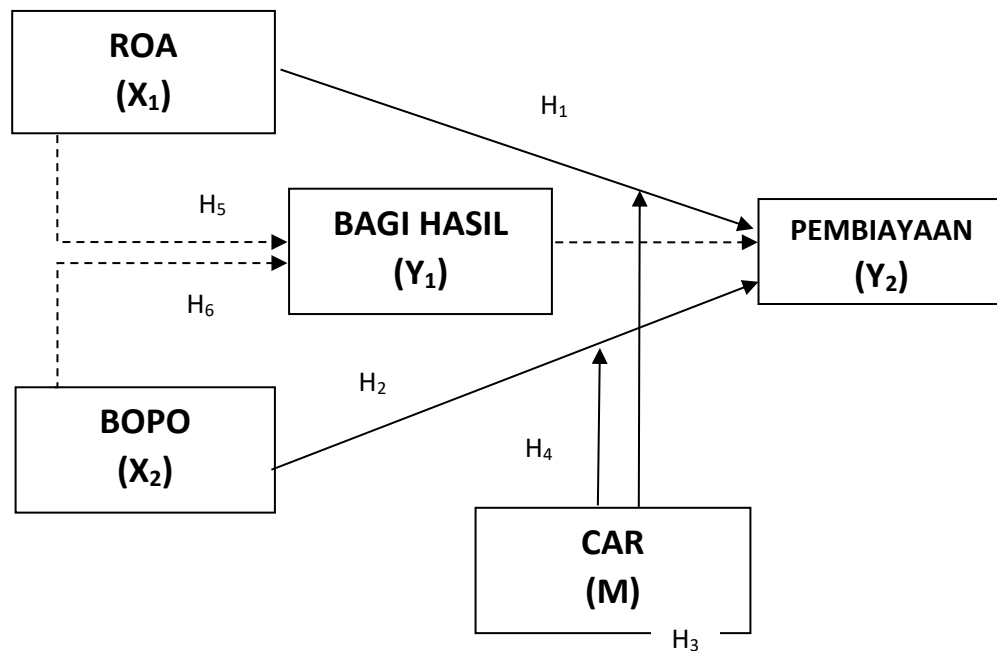 ROA
(X₁)
H₁
H₅
BAGI HASIL
(Y₁)
PEMBIAYAAN
(Y₂)
H₆
H₂
BOPO
(X₂)
H₄
CAR
(M)
H₃